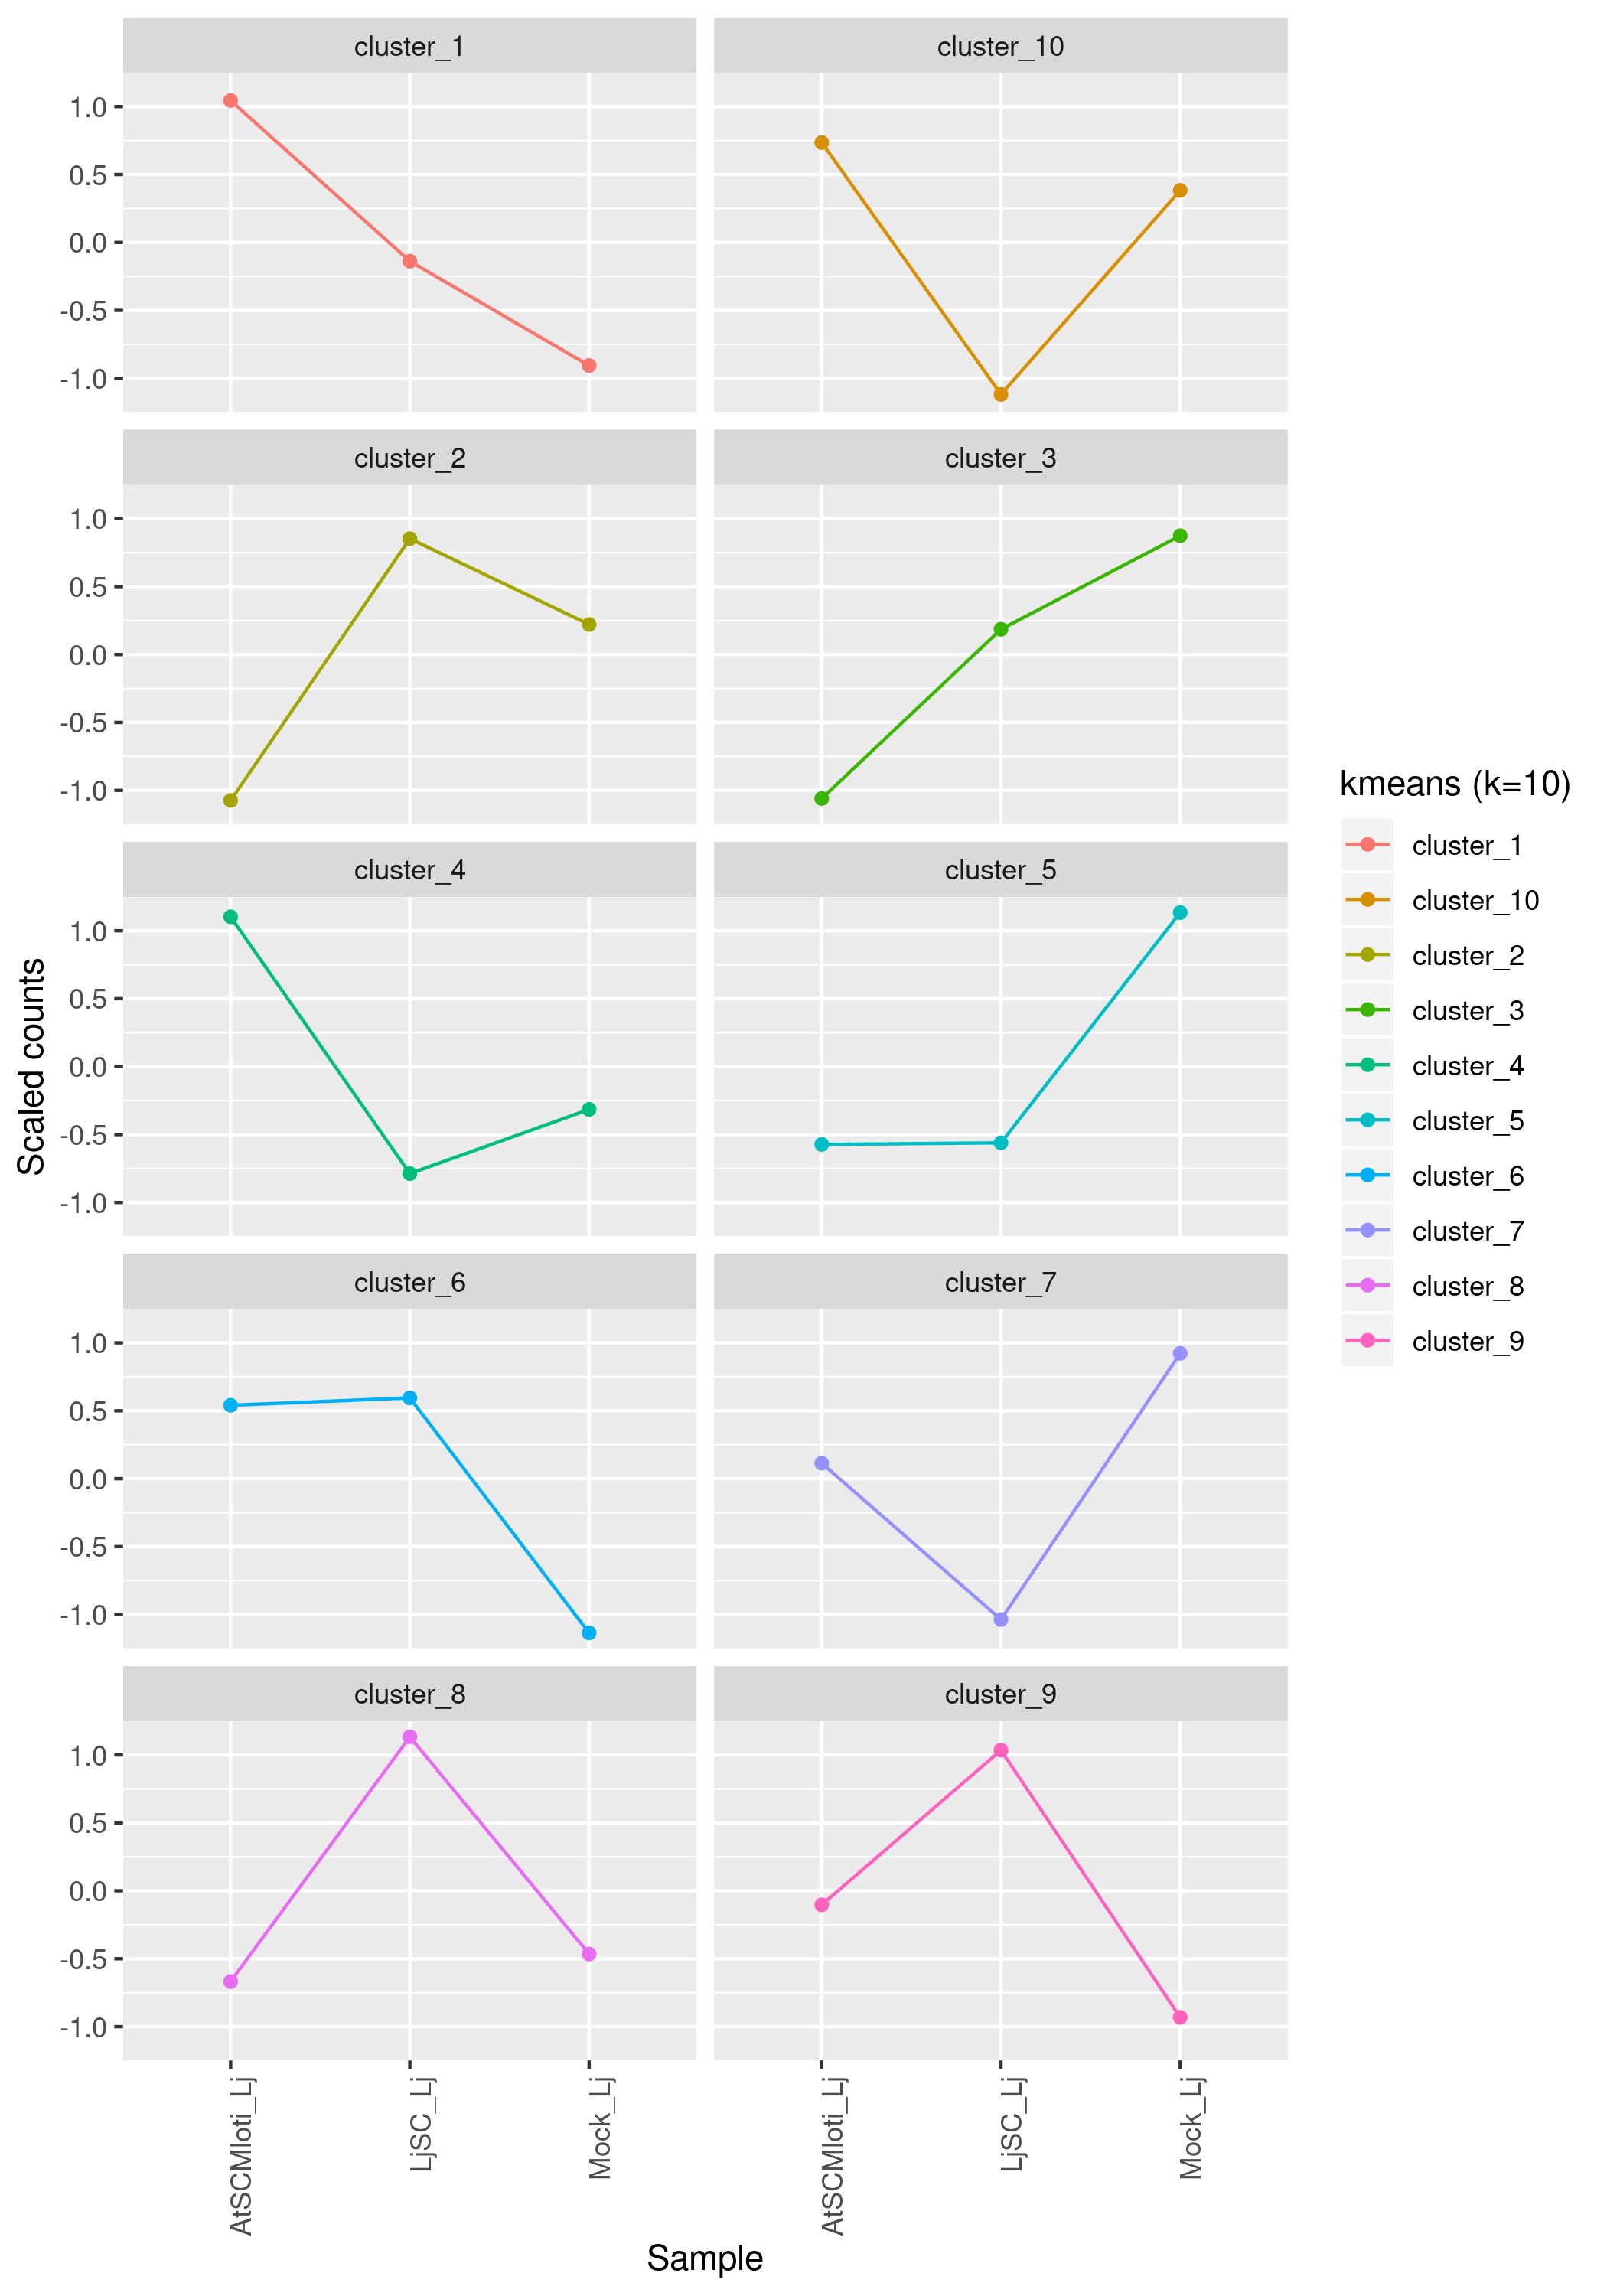 cluster_1
cluster_10
1.0
0.5
0.0
-0.5
-1.0
cluster_2
cluster_3
1.0
0.5
0.0
-0.5
-1.0
cluster_4
cluster_5
1.0
0.5
0.0
-0.5
-1.0
cluster_6
cluster_7
1.0
0.5
0.0
-0.5
-1.0
cluster_8
cluster_9
1.0
0.5
0.0
-0.5
-1.0
AtSCMloti_Lj
LjSC_Lj
Mock_Lj
AtSCMloti_Lj
LjSC_Lj
Mock_Lj
Sample
Scaled counts
kmeans (k=10)
cluster_1
cluster_10
cluster_2
cluster_3
cluster_4
cluster_5
cluster_6
cluster_7
cluster_8
cluster_9